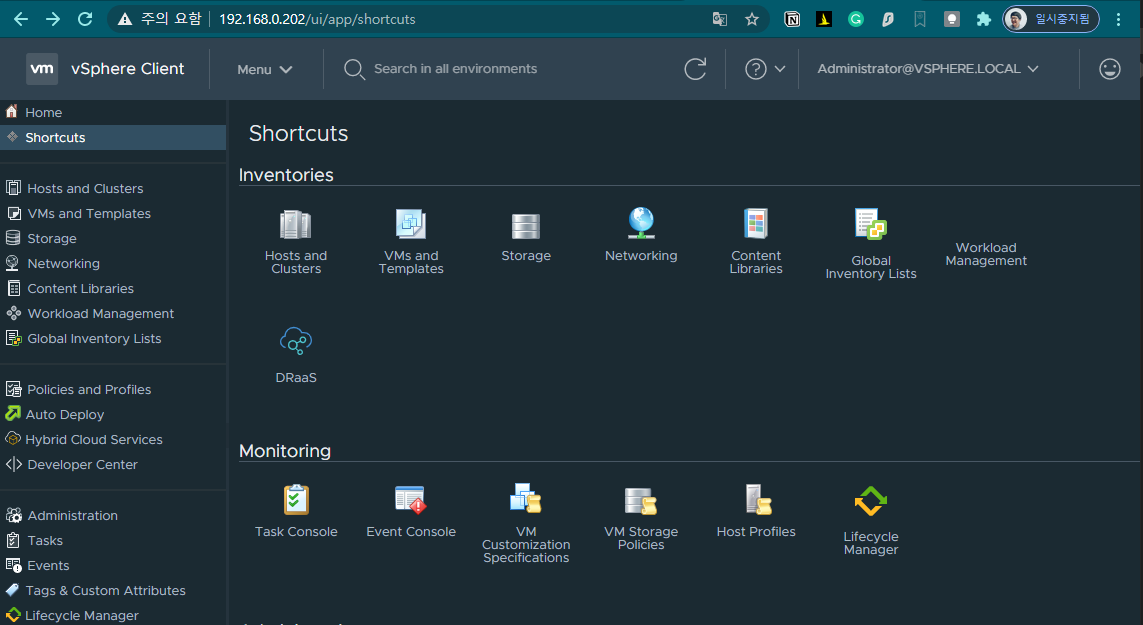 주의 요함 192.168.0.202/ui/app/shortcuts 일시중지됨
vm vSphere Client Menu Search in all environments Administrator@VSPHERE.LOCAL
Home
Shortcuts
Hosts and Clusters
VMs and Templates
Storage
Networking
Content Libraries
Workload Management
Global Inventory Lists
Policies and Profiles
Auto Deploy
Hybrid Cloud Services
Developer Center
Administration
Tasks
Events
Tags & Custom Attributes
Lifecycle Manager
Shortcuts
Inventories
Hosts and
Clusters
VMs and
Templates
Storage
Networking
Content
Libraries
Global
Inventory Lists
Workload
Management
DRaaS
Monitoring
Task Console
Event Console
VM
Customization
Specifications
VM Storage
Policies
Host Profiles
Lifecycle
Manager